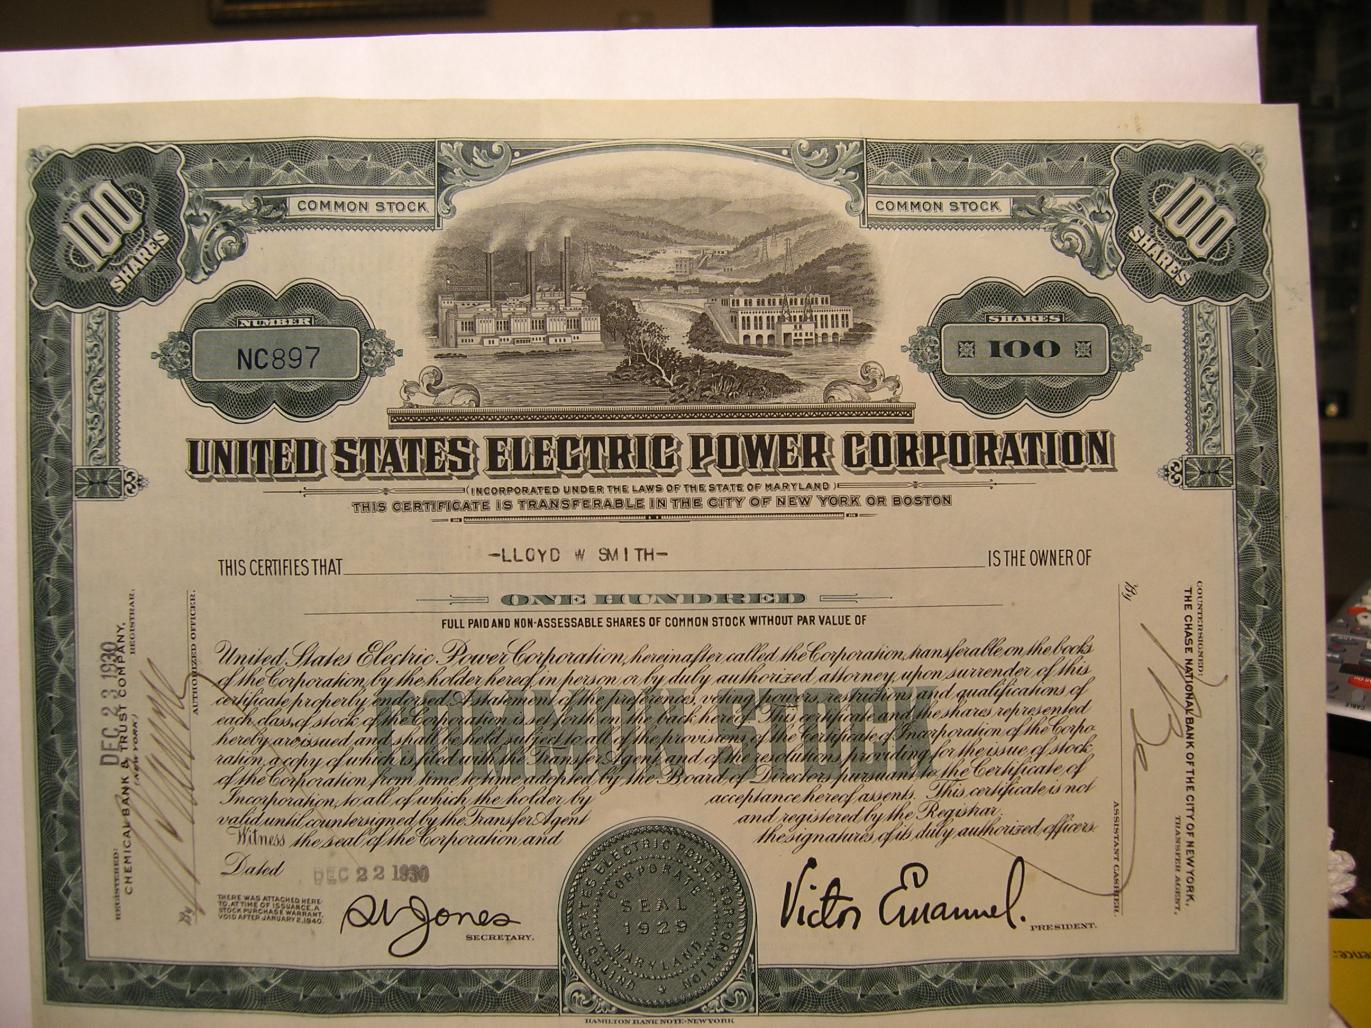 100 SHARES
COMMON STOCK
COMMON STOCK
100 SHARES
NUMBER
NC897
SHARES
100
UNITED STATES ELECTRIC POWER CORPORATION
(INCORPORATED UNDER THE LAWS OF THE STATE OF MARYLAND)
THIS CERTIFICATE IS TRANSFERABLE IN THE CITY OF NEW YORK OR BOSTON
THIS CERTIFIES THAT -LLOYD W SMITH- IS THE OWNER OF
ONE HUNDRED
FULL PAID AND NON-ASSESSABLE SHARES OF COMMON STOCK WITHOUT PAR VALUE OF
United States Electric Power Corporation, hereinafter called the Corporation, transferable on the books
of the Corporation by the holder hereof in person or by duly authorized attorney, upon surrender of this
certificate properly endorsed. A statement of the preferences, voting powers, restrictions and qualifications of
each class of stock of the Corporation is set forth on the back hereof. This certificate and the shares represented
hereby are issued, and shall be held, subject to all of the provisions of the Certificate of Incorporation of the Corpo-
ration, a copy of which is filed with the Transfer Agent, and of the resolutions, providing for the issue of stock
of the Corporation from time to time adopted by the Board of Directors pursuant to the Certificate of
Incorporation, to all of which the holder by acceptance hereof assents. This certificate is not
valid until countersigned by the Transfer Agent and registered by the Registrar.
Witness the seal of the Corporation and the signatures of its duly authorized officers.
COMMON STOCK
Dated DEC 22 1930
THERE WAS ATTACHED HERE-
TO, AT TIME OF ISSUANCE, A
STOCK PURCHASE WARRANT,
VOID AFTER JANUARY 2, 1940.
Jones
SECRETARY.
UNITED STATES ELECTRIC POWER CORPORATION
CORPORATE
SEAL
1929
MARYLAND
Victor Emanuel.
PRESIDENT.
HAMILTON BANK NOTE-NEW YORK
REGISTERED:
DEC 23 1930
CHEMICAL BANK & TRUST COMPANY,
(NEW YORK) REGISTRAR.
By
AUTHORIZED OFFICER.
COUNTERSIGNED:
THE CHASE NATIONAL BANK OF THE CITY OF NEW YORK,
TRANSFER AGENT,
By
ASSISTANT CASHIER.